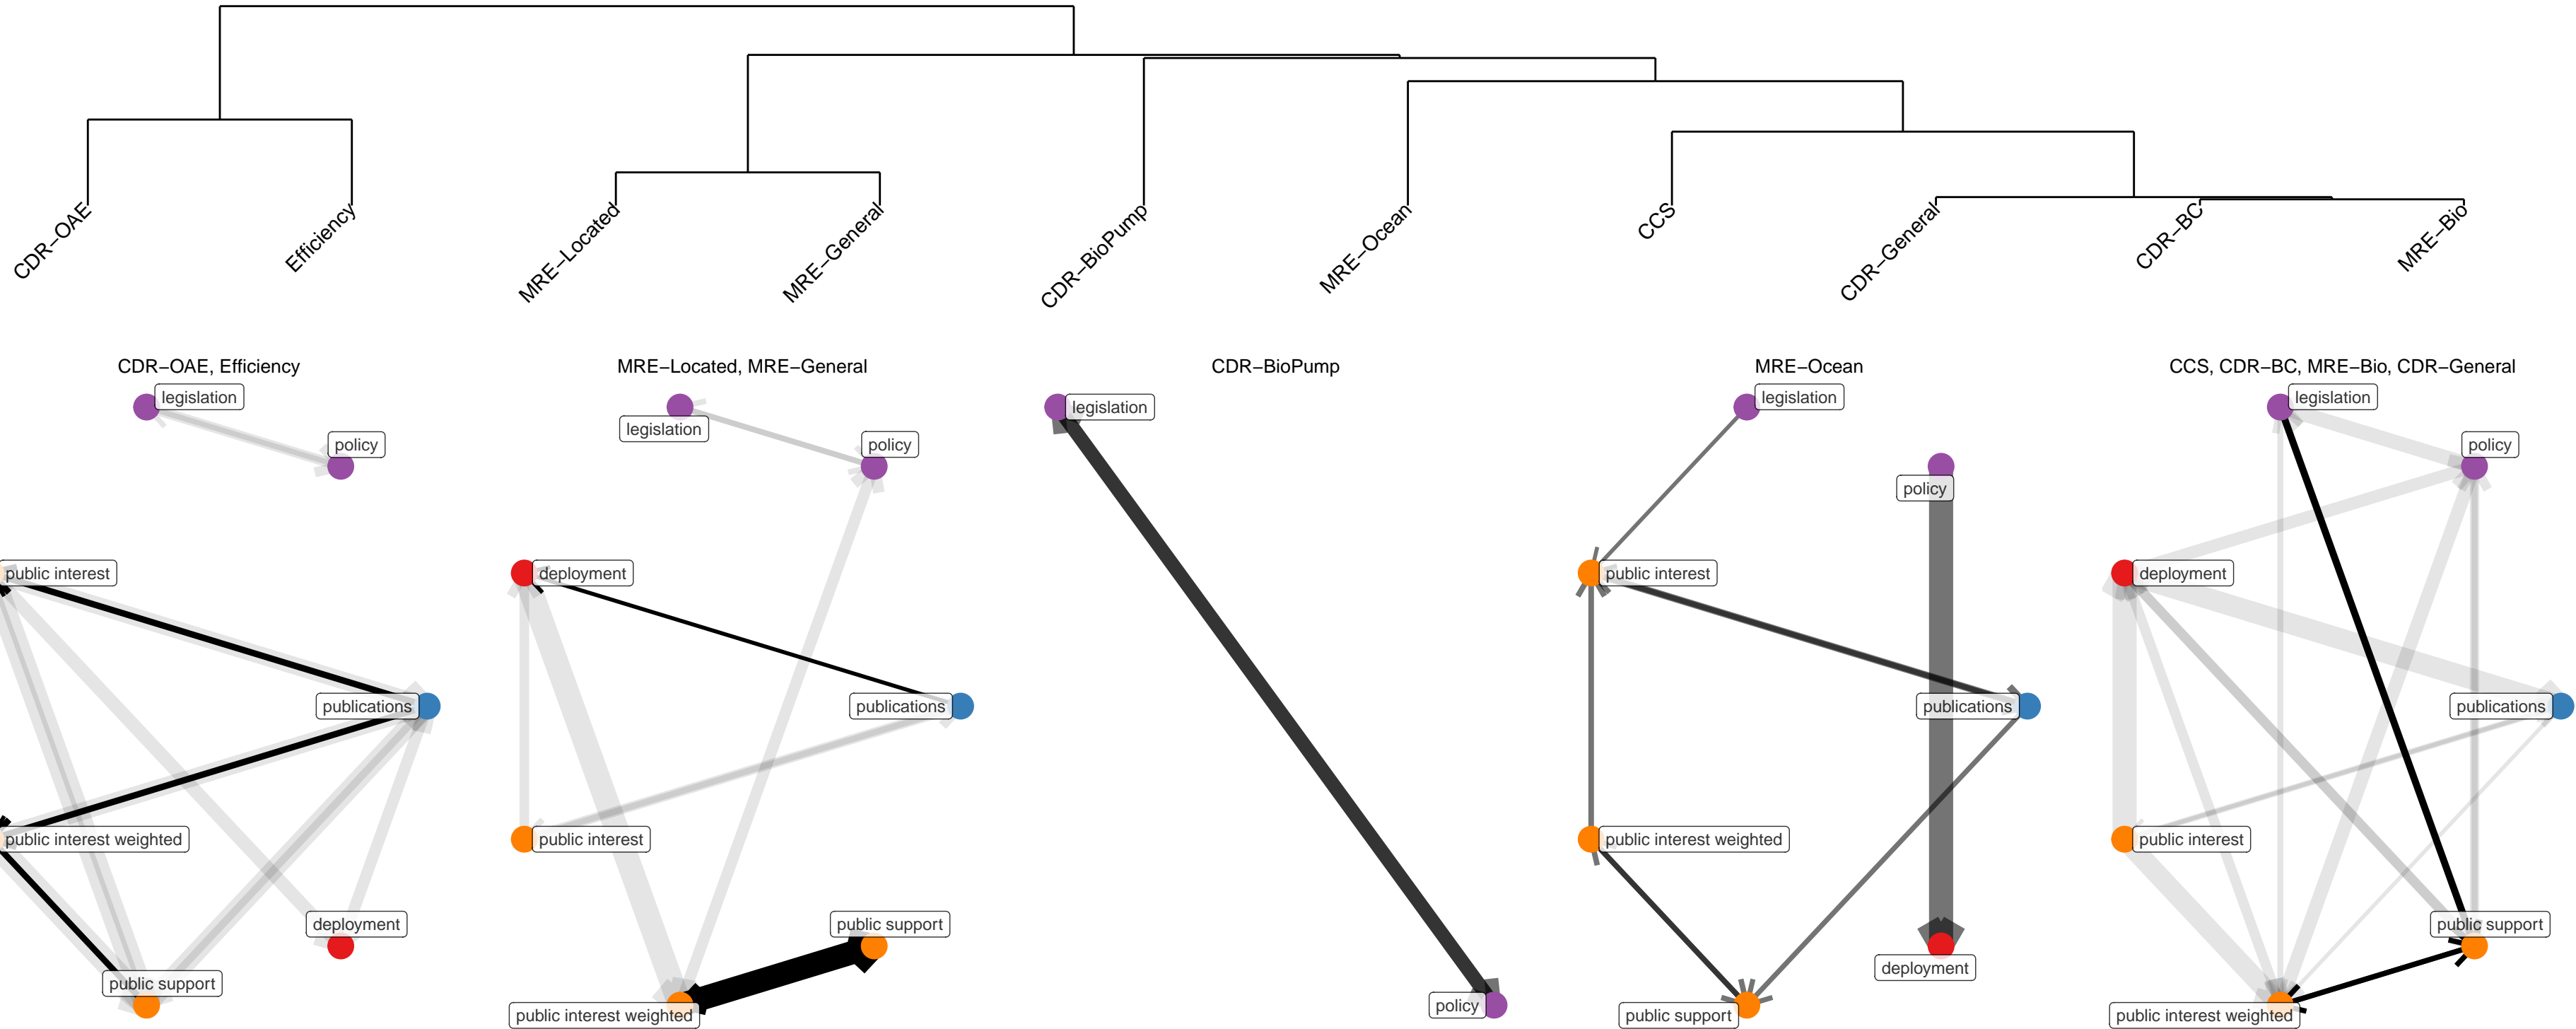 CDR−OAE
Efficiency
MRE−Located
MRE−General
CDR−BioPump
MRE−Ocean
CCS
CDR−General
CDR−BC
MRE−Bio
CDR−OAE, Efficiency
legislation
policy
public interest
publications
public interest weighted
deployment
public support
MRE−Located, MRE−General
legislation
policy
deployment
publications
public interest
public support
public interest weighted
CDR−BioPump
legislation
policy
MRE−Ocean
legislation
policy
public interest
publications
public interest weighted
deployment
public support
CCS, CDR−BC, MRE−Bio, CDR−General
legislation
policy
deployment
publications
public interest
public support
public interest weighted